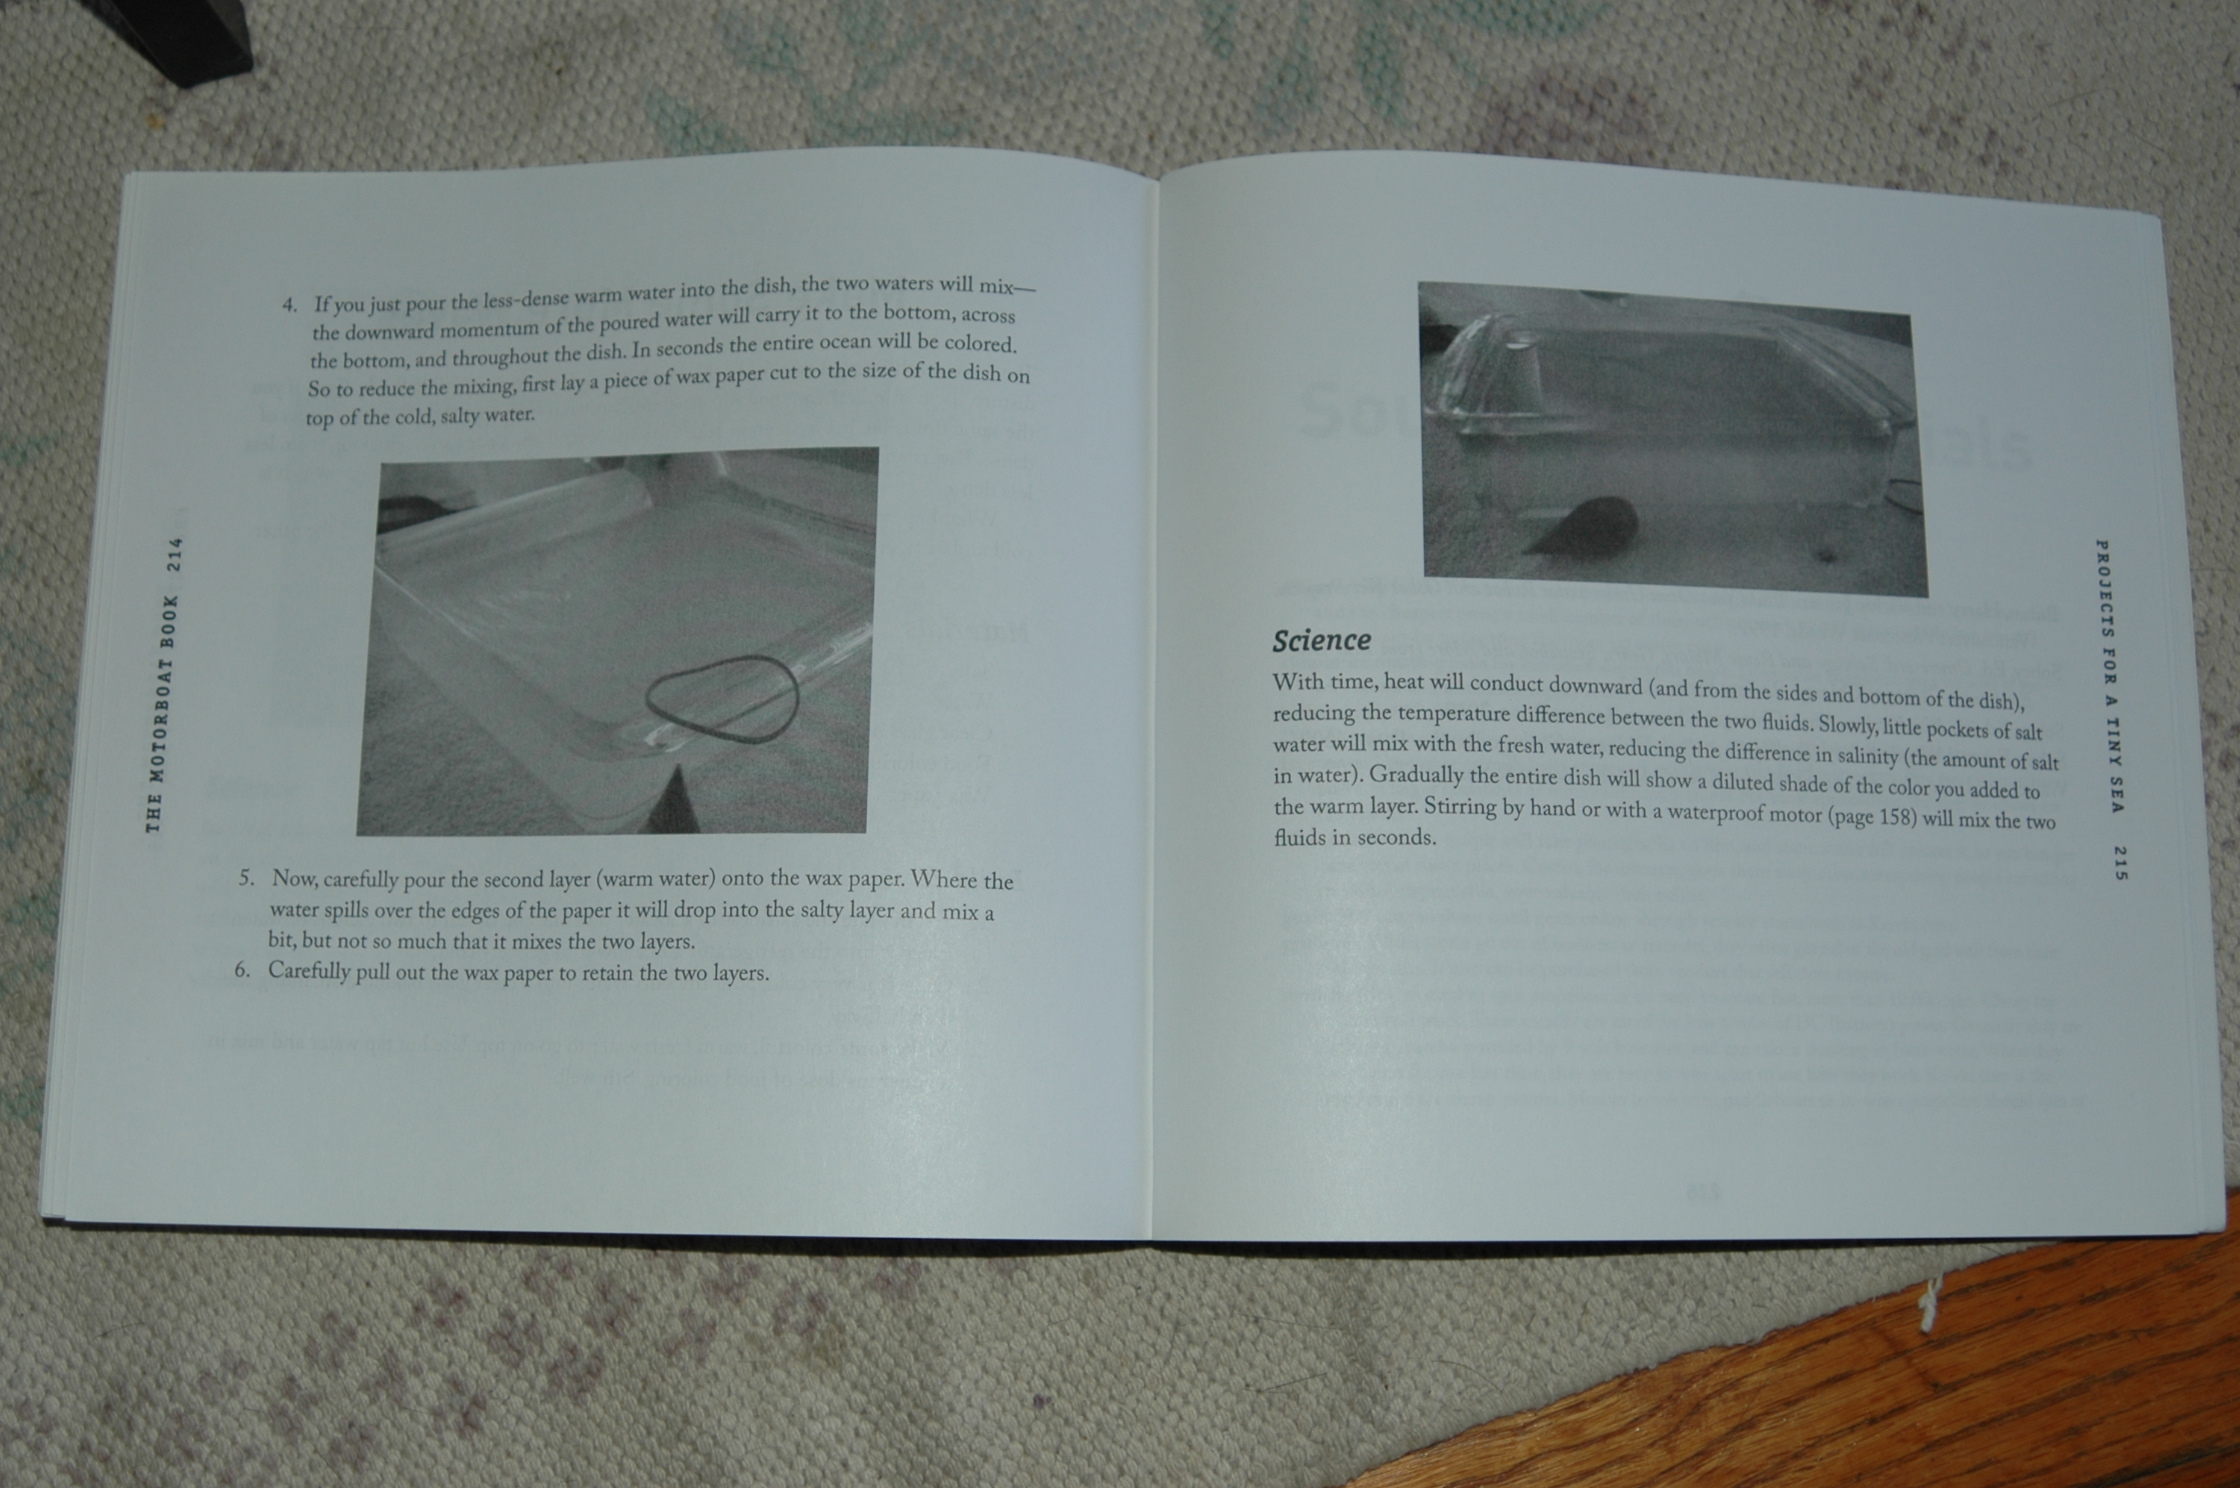 THE MOTORBOAT BOOK 214
4. If you just pour the less-dense warm water into the dish, the two waters will mix—
the downward momentum of the poured water will carry it to the bottom, across
the bottom, and throughout the dish. In seconds the entire ocean will be colored.
So to reduce the mixing, first lay a piece of wax paper cut to the size of the dish on
top of the cold, salty water.
5. Now, carefully pour the second layer (warm water) onto the wax paper. Where the
water spills over the edges of the paper it will drop into the salty layer and mix a
bit, but not so much that it mixes the two layers.
6. Carefully pull out the wax paper to retain the two layers.
PROJECTS FOR A TINY SEA 215
Science
With time, heat will conduct downward (and from the sides and bottom of the dish),
reducing the temperature difference between the two fluids. Slowly, little pockets of salt
water will mix with the fresh water, reducing the difference in salinity (the amount of salt
in water). Gradually the entire dish will show a diluted shade of the color you added to
the warm layer. Stirring by hand or with a waterproof motor (page 158) will mix the two
fluids in seconds.